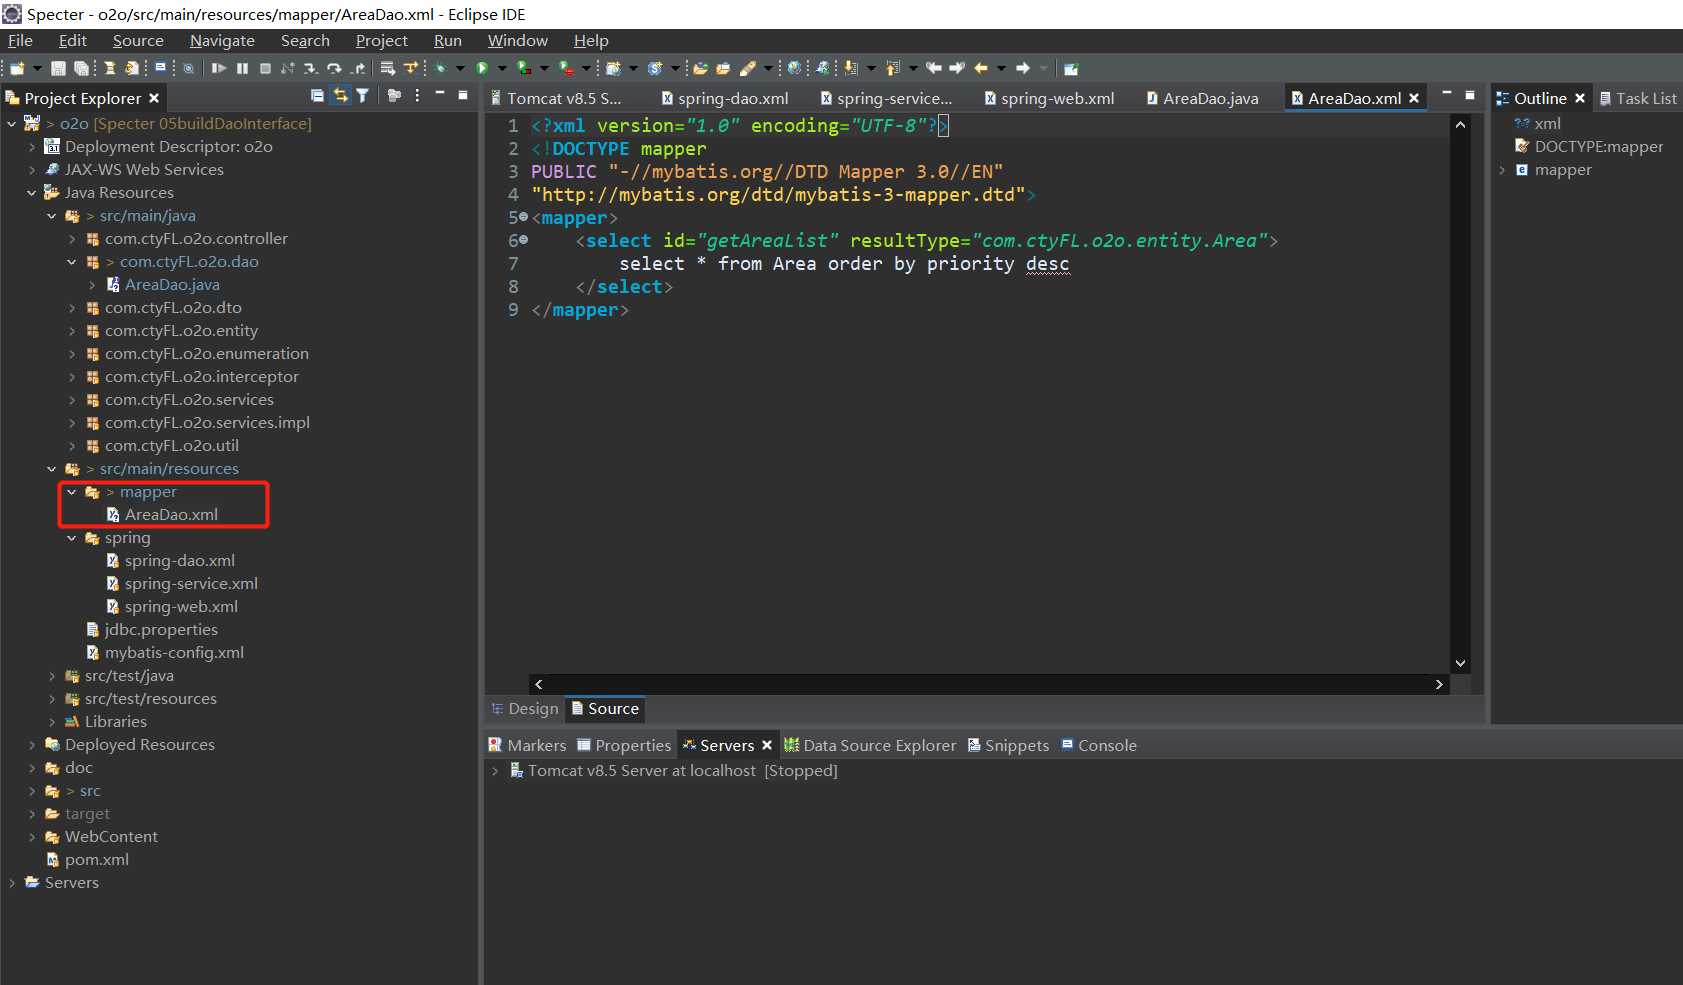 Specter - o2o/src/main/resources/mapper/AreaDao.xml - Eclipse IDE
File Edit Source Navigate Search Project Run Window Help
Project Explorer
> o2o [Specter 05buildDaoInterface]
Deployment Descriptor: o2o
JAX-WS Web Services
Java Resources
> src/main/java
com.ctyFL.o2o.controller
> com.ctyFL.o2o.dao
AreaDao.java
com.ctyFL.o2o.dto
com.ctyFL.o2o.entity
com.ctyFL.o2o.enumeration
com.ctyFL.o2o.interceptor
com.ctyFL.o2o.services
com.ctyFL.o2o.services.impl
com.ctyFL.o2o.util
> src/main/resources
> mapper
AreaDao.xml
spring
spring-dao.xml
spring-service.xml
spring-web.xml
jdbc.properties
mybatis-config.xml
src/test/java
src/test/resources
Libraries
Deployed Resources
doc
> src
target
WebContent
pom.xml
Servers
Tomcat v8.5 S... spring-dao.xml spring-service... spring-web.xml AreaDao.java AreaDao.xml
1 <?xml version="1.0" encoding="UTF-8"?>
2 <!DOCTYPE mapper
3 PUBLIC "-//mybatis.org//DTD Mapper 3.0//EN"
4 "http://mybatis.org/dtd/mybatis-3-mapper.dtd">
5 <mapper>
6 <select id="getAreaList" resultType="com.ctyFL.o2o.entity.Area">
7 select * from Area order by priority desc
8 </select>
9 </mapper>
Design Source
Outline Task List
xml
DOCTYPE:mapper
mapper
Markers Properties Servers Data Source Explorer Snippets Console
Tomcat v8.5 Server at localhost [Stopped]